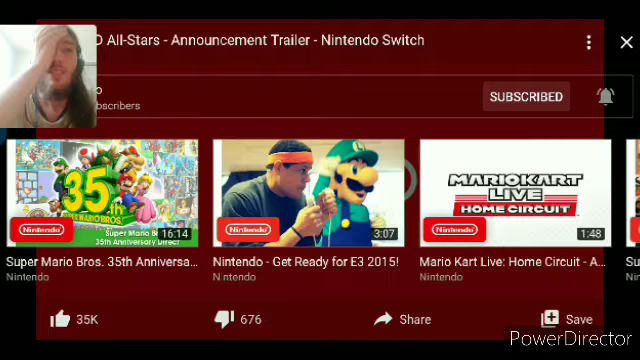 D All-Stars - Announcement Trailer - Nintendo Switch
o
bscribers
SUBSCRIBED
35th
SUPER MARIO BROS.
Super Mario Br
35th Anniversary Direct
Nintendo
16:14
Nintendo
3:07
MARIOKART
LIVE
HOME CIRCUIT
Nintendo
1:48
Super Mario Bros. 35th Anniversa...
Nintendo
Nintendo - Get Ready for E3 2015!
Nintendo
Mario Kart Live: Home Circuit - A...
Nintendo
Su
Nin
35K
676
Share
Save
PowerDirector